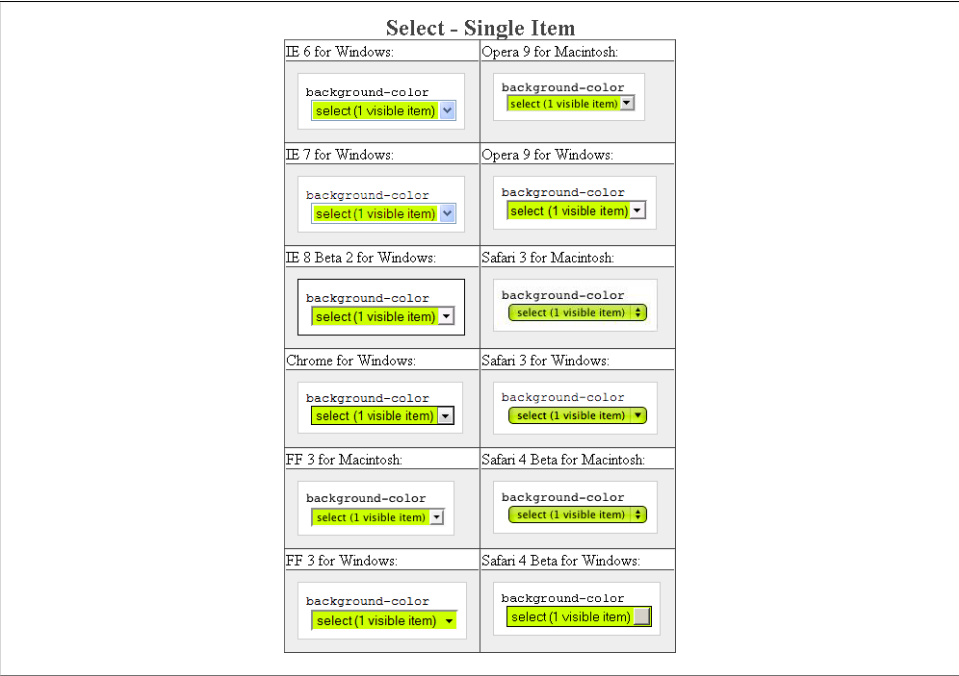 Select - Single Item
IE 6 for Windows:
background-color
select (1 visible item)
Opera 9 for Macintosh:
background-color
select (1 visible item)
IE 7 for Windows:
background-color
select (1 visible item)
Opera 9 for Windows:
background-color
select (1 visible item)
IE 8 Beta 2 for Windows:
background-color
select (1 visible item)
Safari 3 for Macintosh:
background-color
select (1 visible item)
Chrome for Windows:
background-color
select (1 visible item)
Safari 3 for Windows:
background-color
select (1 visible item)
FF 3 for Macintosh:
background-color
select (1 visible item)
Safari 4 Beta for Macintosh:
background-color
select (1 visible item)
FF 3 for Windows:
background-color
select (1 visible item)
Safari 4 Beta for Windows:
background-color
select (1 visible item)